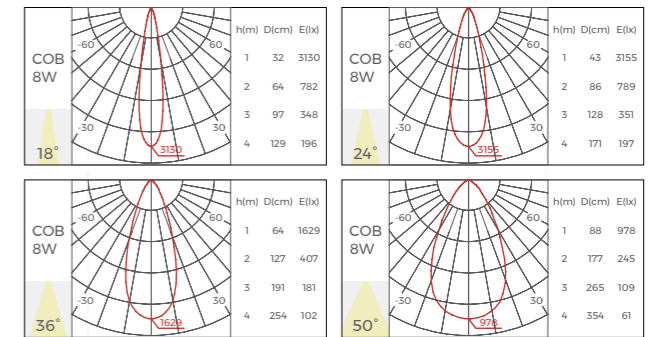 COB
8W
18°
-60
60
-30
30
3130
h(m) D(cm) E(lx)
1 32 3130
2 64 782
3 97 348
4 129 196
COB
8W
24°
-60
60
-30
30
3155
h(m) D(cm) E(lx)
1 43 3155
2 86 789
3 128 351
4 171 197
COB
8W
36°
-60
60
-30
30
1629
h(m) D(cm) E(lx)
1 64 1629
2 127 407
3 191 181
4 254 102
COB
8W
50°
-60
60
-30
30
978
h(m) D(cm) E(lx)
1 88 978
2 177 245
3 265 109
4 354 61